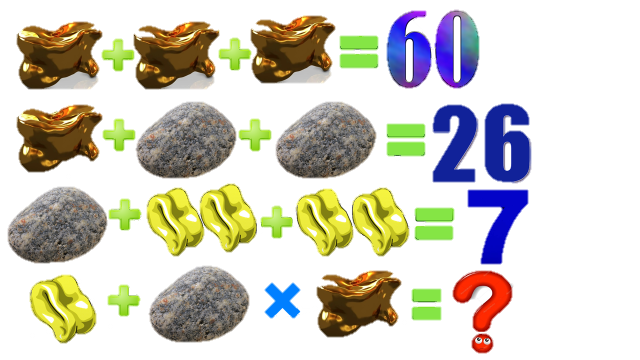 + + = 60
+ + = 26
+ + = 7
+ × = ?